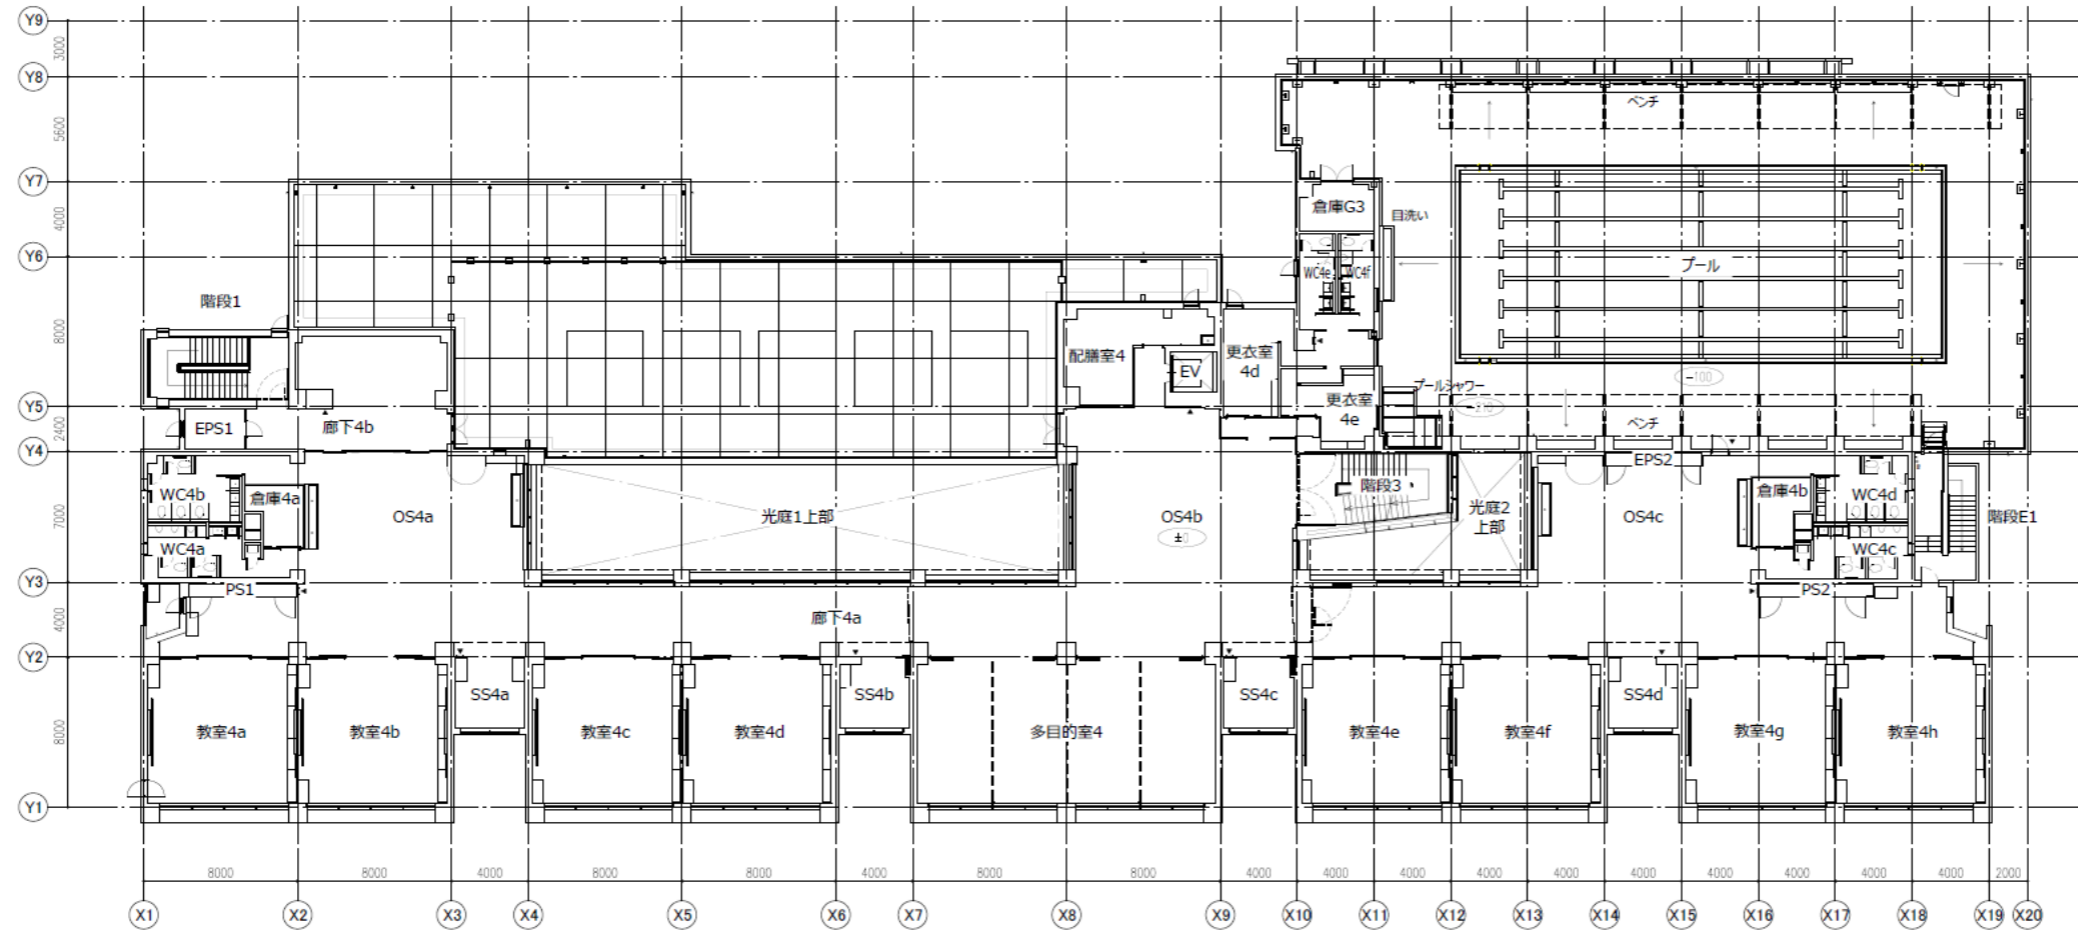 Y9
3000
Y8
5600
ベンチ
Y7
4000
倉庫G3
目洗い
Y6
WC4e
WC4f
プール
階段1
8000
配膳室4
EV
更衣室
4d
-100
プールシャワー
-210
Y5
更衣室
4e
2400
EPS1
廊下4b
ベンチ
Y4
EPS2
WC4b
倉庫4a
階段3
倉庫4b
WC4d
7000
OS4a
光庭1上部
OS4b
光庭2
上部
OS4c
階段E1
±0
WC4a
WC4c
Y3
PS1
PS2
4000
廊下4a
Y2
SS4a
SS4b
SS4c
SS4d
8000
教室4a
教室4b
教室4c
教室4d
多目的室4
教室4e
教室4f
教室4g
教室4h
Y1
8000 8000 4000 8000 8000 4000 8000 8000 4000 4000 4000 4000 4000 4000 4000 4000 4000 4000 2000
X1 X2 X3 X4 X5 X6 X7 X8 X9 X10 X11 X12 X13 X14 X15 X16 X17 X18 X19 X20